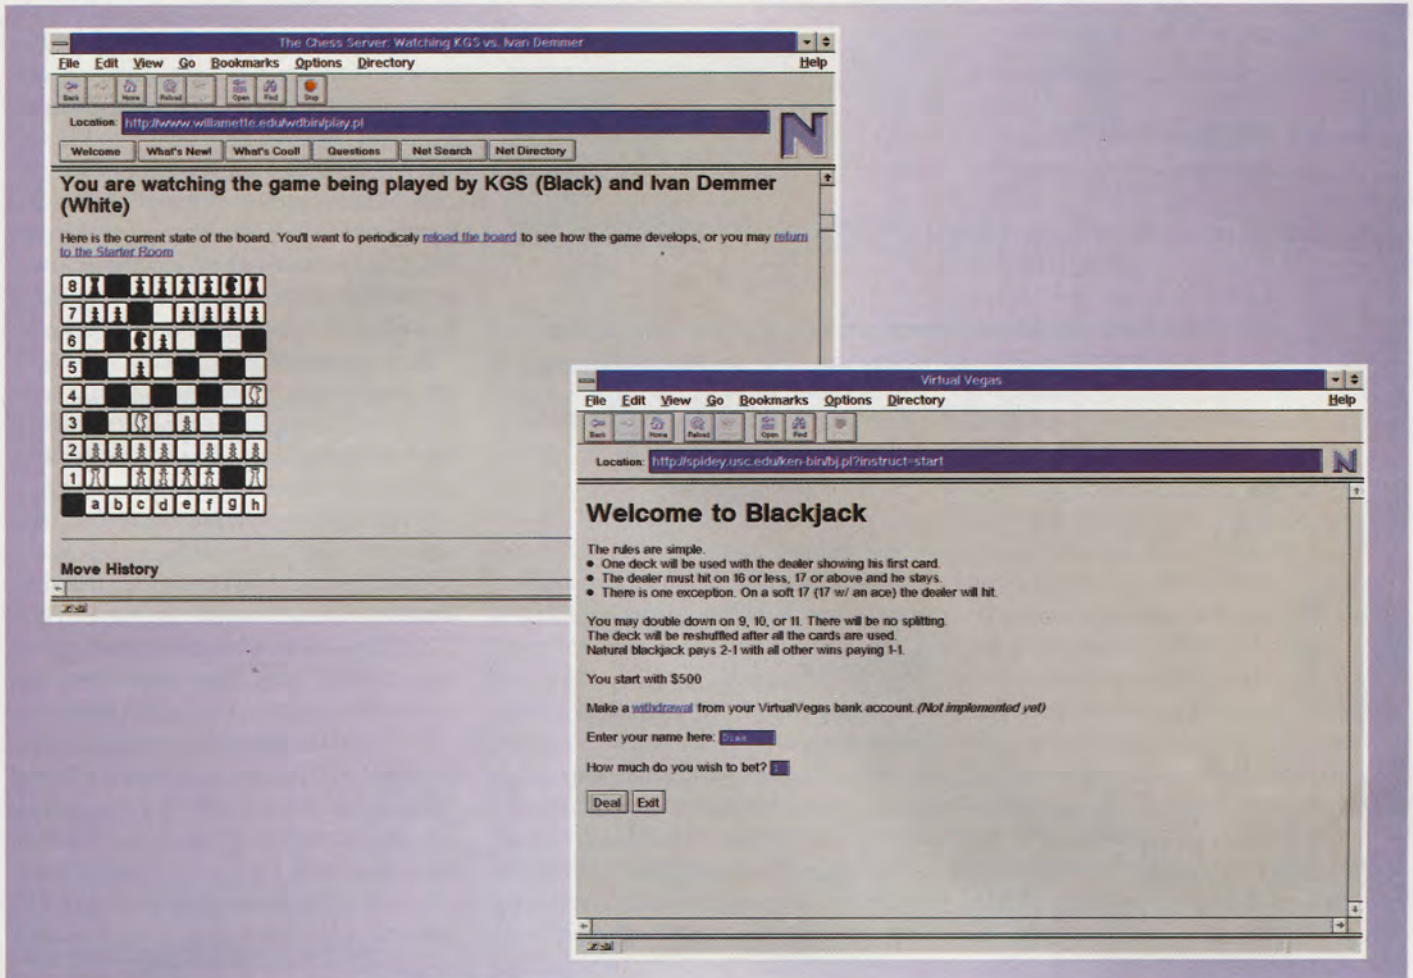 The Chess Server: Watching KGS vs. Ivan Demmer
File Edit View Go Bookmarks Options Directory Help
Back Home Reload Open Find Stop
Location: http://www.willamette.edu/wdbin/play.pl
Welcome What's New! What's Cool! Questions Net Search Net Directory
N
You are watching the game being played by KGS (Black) and Ivan Demmer
(White)
Here is the current state of the board. You'll want to periodicaly reload the board to see how the game develops, or you may return
to the Starter Room
8
7
6
5
4
3
2
1
a b c d e f g h
Move History
Virtual Vegas
File Edit View Go Bookmarks Options Directory Help
Back Home Reload Open Find
Location: http://spidey.usc.edu/ken-bin/bj.pl?instruct=start
N
Welcome to Blackjack
The rules are simple.
• One deck will be used with the dealer showing his first card.
• The dealer must hit on 16 or less, 17 or above and he stays.
• There is one exception. On a soft 17 (17 w/ an ace) the dealer will hit.
You may double down on 9, 10, or 11. There will be no splitting.
The deck will be reshuffled after all the cards are used.
Natural blackjack pays 2-1 with all other wins paying 1-1.
You start with $500
Make a withdrawal from your VirtualVegas bank account (Not implemented yet)
Enter your name here:
How much do you wish to bet?
Deal Exit